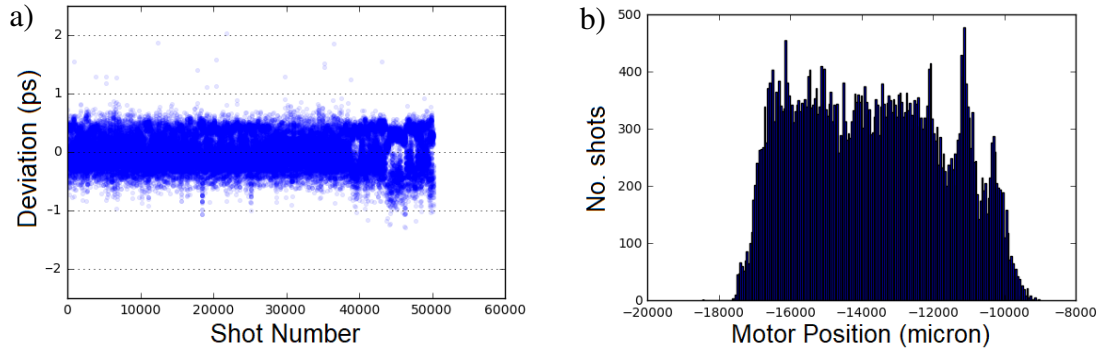 a)
Deviation (ps)
2
1
0
−1
−2
0 10000 20000 30000 40000 50000 60000
Shot Number
b)
No. shots
500
400
300
200
100
0
−20000 −18000 −16000 −14000 −12000 −10000 −8000
Motor Position (micron)